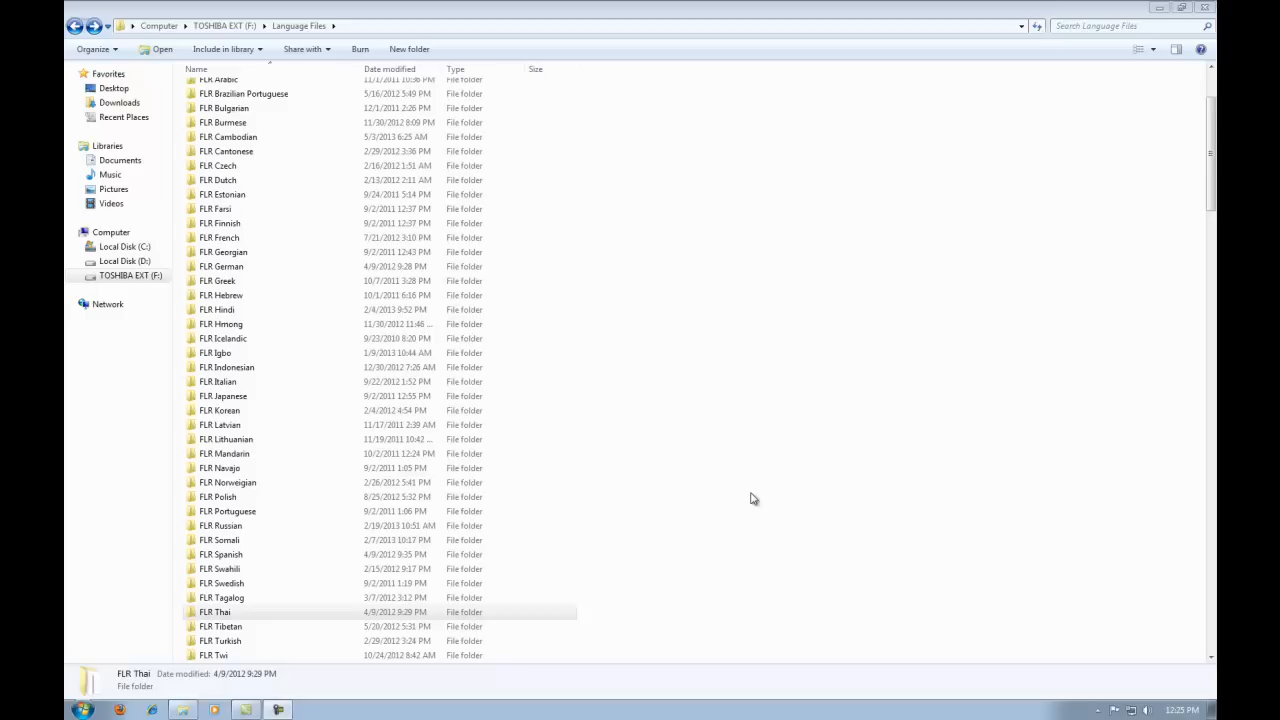 Computer ▸ TOSHIBA EXT (F:) ▸ Language Files ▸
Search Language Files
Organize Open Include in library Share with Burn New folder
Name Date modified Type Size
Favorites
Desktop
Downloads
Recent Places
Libraries
Documents
Music
Pictures
Videos
Computer
Local Disk (C:)
Local Disk (D:)
TOSHIBA EXT (F:)
Network
FLR Arabic 11/1/2011 10:36 PM File folder
FLR Brazilian Portuguese 5/16/2012 5:49 PM File folder
FLR Bulgarian 12/1/2011 2:26 PM File folder
FLR Burmese 11/30/2012 8:09 PM File folder
FLR Cambodian 5/3/2013 6:25 AM File folder
FLR Cantonese 2/29/2012 3:36 PM File folder
FLR Czech 2/16/2012 1:51 AM File folder
FLR Dutch 2/13/2012 2:11 AM File folder
FLR Estonian 9/24/2011 5:14 PM File folder
FLR Farsi 9/2/2011 12:37 PM File folder
FLR Finnish 9/2/2011 12:37 PM File folder
FLR French 7/21/2012 3:10 PM File folder
FLR Georgian 9/2/2011 12:43 PM File folder
FLR German 4/9/2012 9:28 PM File folder
FLR Greek 10/7/2011 3:28 PM File folder
FLR Hebrew 10/1/2011 6:16 PM File folder
FLR Hindi 2/4/2013 9:52 PM File folder
FLR Hmong 11/30/2012 11:46 ... File folder
FLR Icelandic 9/23/2010 8:20 PM File folder
FLR Igbo 1/9/2013 10:44 AM File folder
FLR Indonesian 12/30/2012 7:26 AM File folder
FLR Italian 9/22/2012 1:52 PM File folder
FLR Japanese 9/2/2011 12:55 PM File folder
FLR Korean 2/4/2012 4:54 PM File folder
FLR Latvian 11/17/2011 2:39 AM File folder
FLR Lithuanian 11/19/2011 10:42 ... File folder
FLR Mandarin 10/2/2011 12:24 PM File folder
FLR Navajo 9/2/2011 1:05 PM File folder
FLR Norweigian 2/26/2012 5:41 PM File folder
FLR Polish 8/25/2012 5:32 PM File folder
FLR Portuguese 9/2/2011 1:06 PM File folder
FLR Russian 2/19/2013 10:51 AM File folder
FLR Somali 2/7/2013 10:17 PM File folder
FLR Spanish 4/9/2012 9:35 PM File folder
FLR Swahili 2/15/2012 9:17 PM File folder
FLR Swedish 9/2/2011 1:19 PM File folder
FLR Tagalog 3/7/2012 3:12 PM File folder
FLR Thai 4/9/2012 9:29 PM File folder
FLR Tibetan 5/20/2012 5:31 PM File folder
FLR Turkish 2/29/2012 3:24 PM File folder
FLR Twi 10/24/2012 8:42 AM File folder
FLR Thai Date modified: 4/9/2012 9:29 PM
File folder
12:25 PM